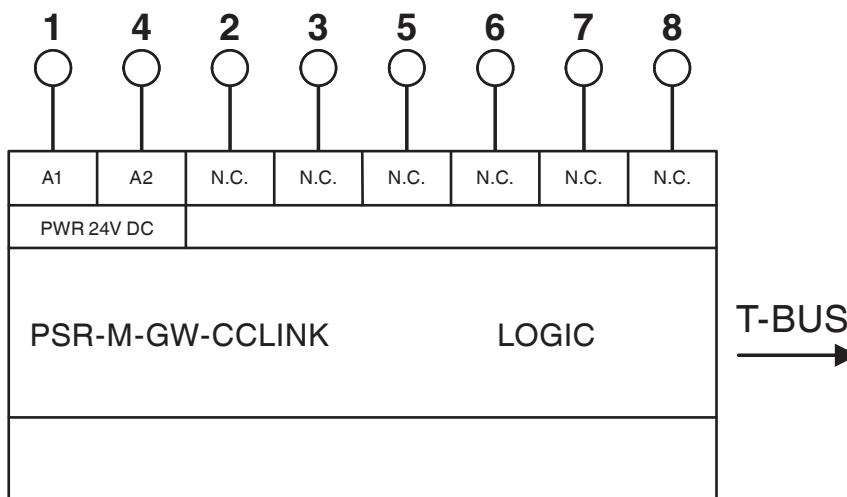 1 4 2 3 5 6 7 8
A1 A2 N.C. N.C. N.C. N.C. N.C. N.C.
PWR 24V DC
PSR-M-GW-CCLINK LOGIC
T-BUS